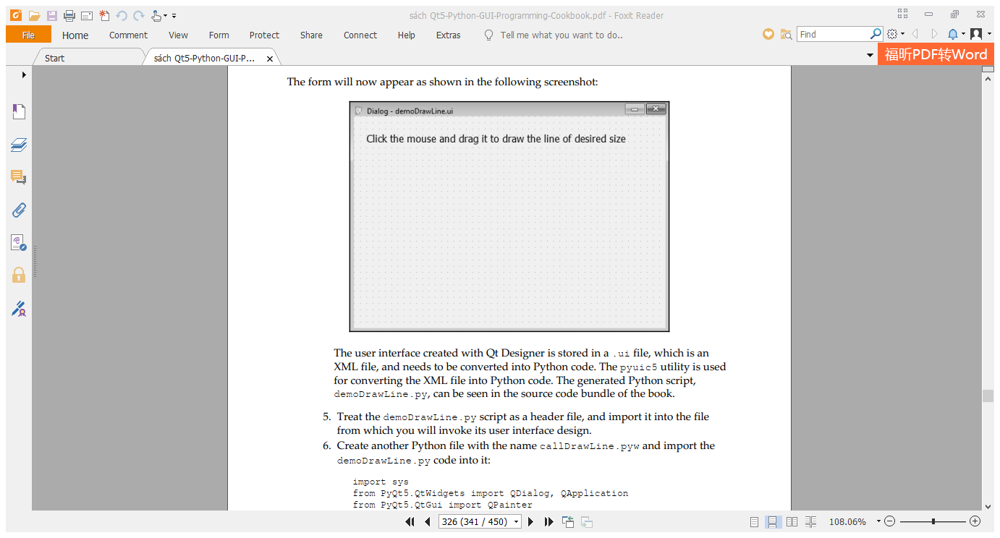 sách Qt5-Python-GUI-Programming-Cookbook.pdf - Foxit Reader
File Home Comment View Form Protect Share Connect Help Extras Tell me what you want to do.. Find
Start sách Qt5-Python-GUI-P... 福昕PDF转Word
The form will now appear as shown in the following screenshot:
Dialog - demoDrawLine.ui
Click the mouse and drag it to draw the line of desired size
The user interface created with Qt Designer is stored in a .ui file, which is an
XML file, and needs to be converted into Python code. The pyuic5 utility is used
for converting the XML file into Python code. The generated Python script,
demoDrawLine.py, can be seen in the source code bundle of the book.
5. Treat the demoDrawLine.py script as a header file, and import it into the file
from which you will invoke its user interface design.
6. Create another Python file with the name callDrawLine.pyw and import the
demoDrawLine.py code into it:
import sys
from PyQt5.QtWidgets import QDialog, QApplication
from PyQt5.QtGui import QPainter
326 (341 / 450) 108.06%